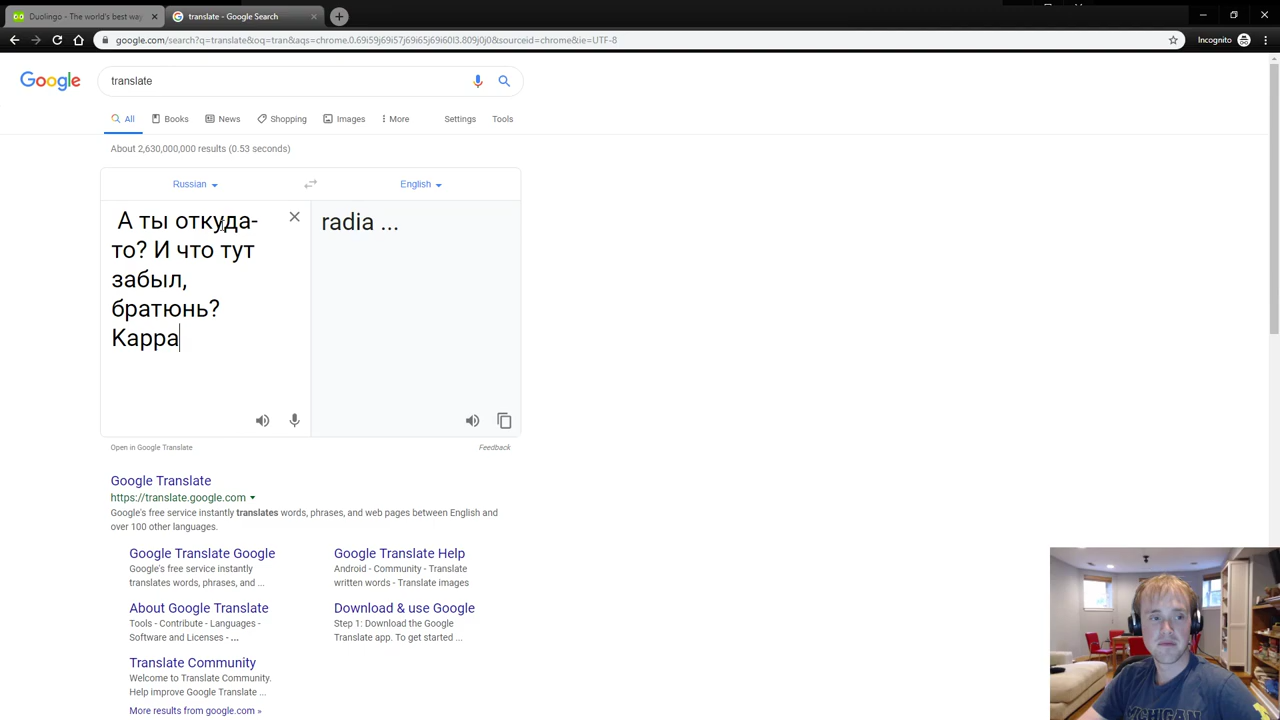 Duolingo - The world's best way
translate - Google Search
google.com/search?q=translate&oq=tran&aqs=chrome.0.69i59j69i57j69i65j69i60l3.809j0j0&sourceid=chrome&ie=UTF-8
Incognito
Google
translate
All
Books
News
Shopping
Images
More
Settings
Tools
About 2,630,000,000 results (0.53 seconds)
Russian
English
А ты откуда-
то? И что тут
забыл,
братюнь?
Kappa
radia ...
Open in Google Translate
Feedback
Google Translate
https://translate.google.com
Google's free service instantly translates words, phrases, and web pages between English and
over 100 other languages.
Google Translate Google
Google's free service instantly
translates words, phrases, and ...
Google Translate Help
Android - Community - Translate
written words - Translate images
About Google Translate
Tools - Content - Languages -
Software and Licenses - ...
Download & use Google
Step 1: Download the Google
Translate app. To get started ...
Translate Community
Welcome to Translate Community.
Help improve Google Translate ...
More results from google.com »